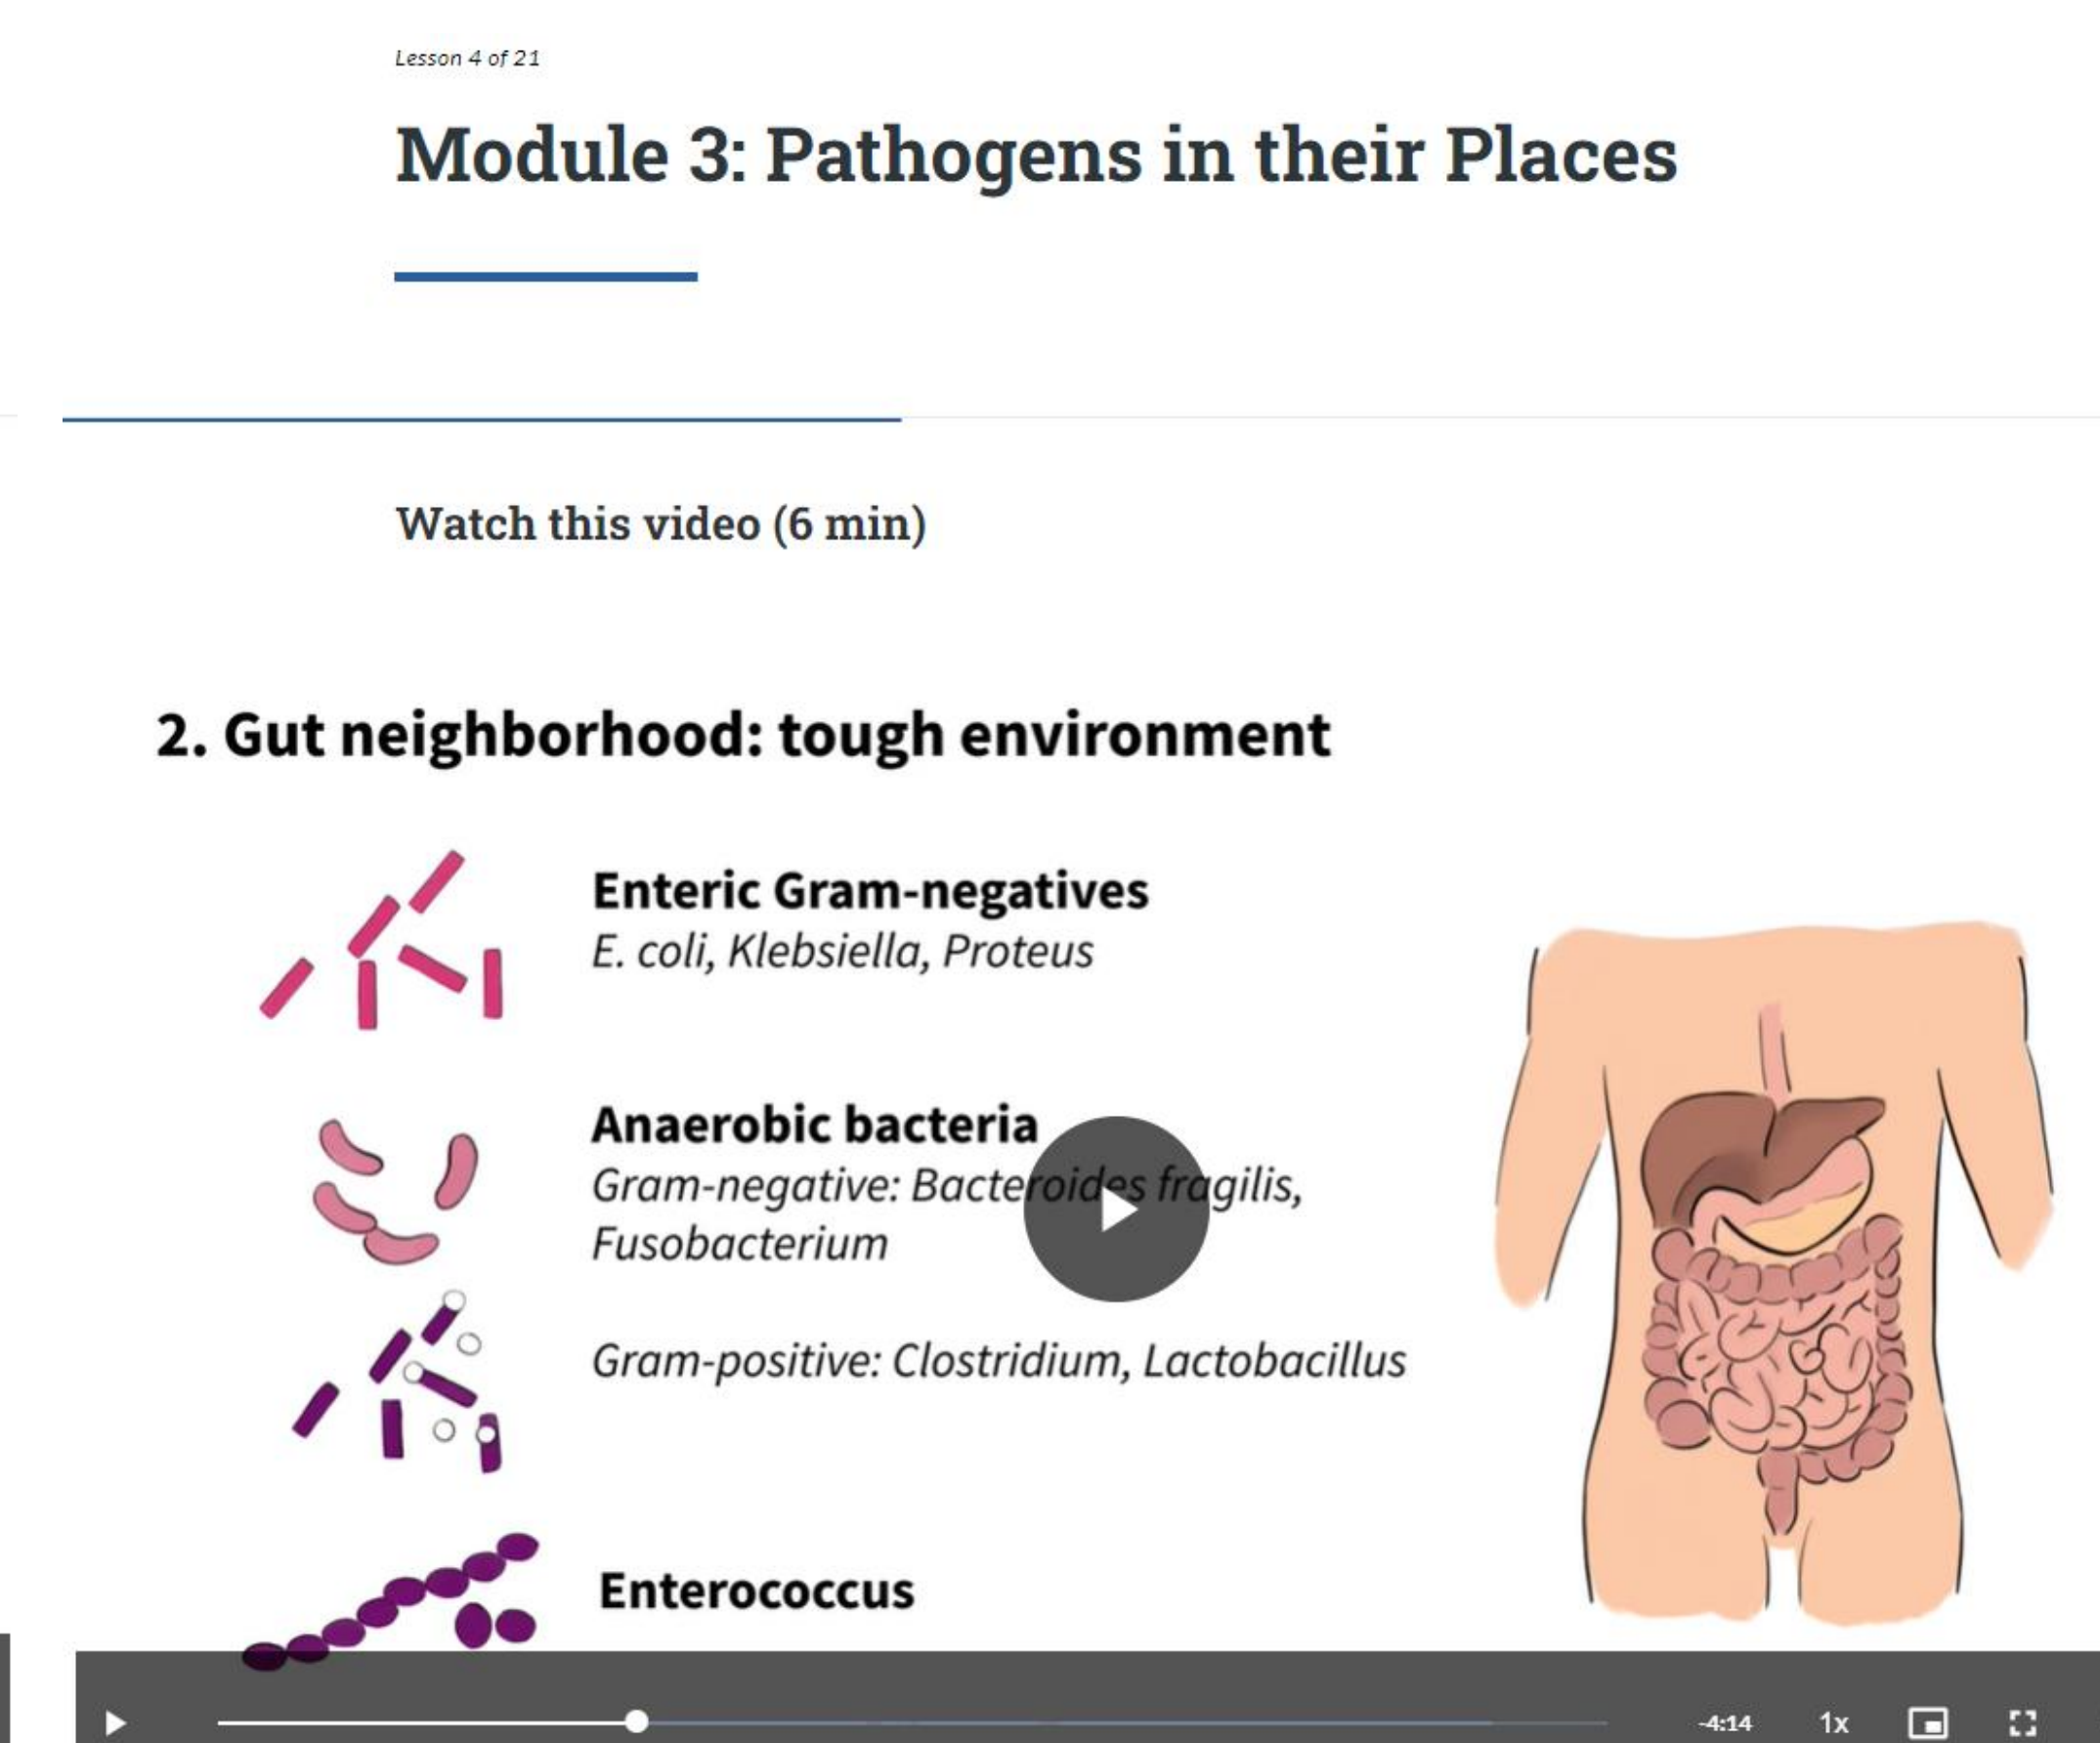 Lesson 4 of 21
Module 3: Pathogens in their Places
Watch this video (6 min)
2. Gut neighborhood: tough environment
Enteric Gram-negatives
E. coli, Klebsiella, Proteus
Anaerobic bacteria
Gram-negative: Bacteroides fragilis,
Fusobacterium
Gram-positive: Clostridium, Lactobacillus
Enterococcus
-4:14 1x